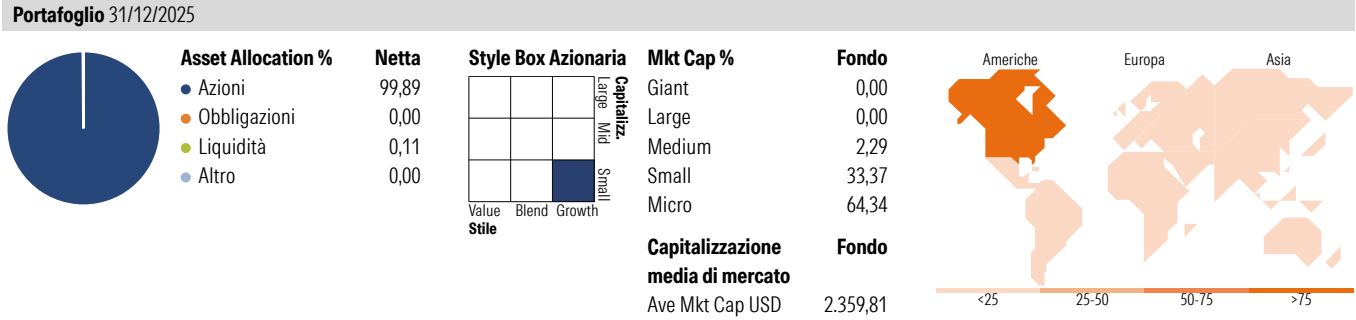 Portafoglio 31/12/2025
Asset Allocation % Netta
Azioni 99,89
Obbligazioni 0,00
Liquidità 0,11
Altro 0,00
Style Box Azionaria
Capitalizz.
Large Mid Small
Value Blend Growth
Stile
Mkt Cap % Fondo
Giant 0,00
Large 0,00
Medium 2,29
Small 33,37
Micro 64,34
Capitalizzazione Fondo
media di mercato
Ave Mkt Cap USD 2.359,81
Americhe Europa Asia
<25 25-50 50-75 >75